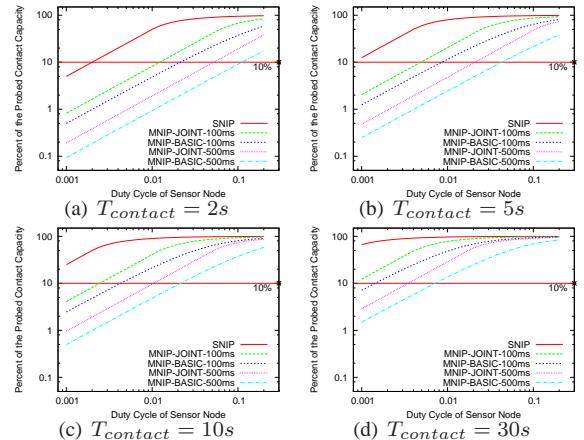 Percent of the Probed Contact Capacity
100
10
1
0.1
10%
SNIP
MNIP-JOINT-100ms
MNIP-BASIC-100ms
MNIP-JOINT-500ms
MNIP-BASIC-500ms
0.001
0.01
0.1
Duty Cycle of Sensor Node
(a) T_contact = 2s
Percent of the Probed Contact Capacity
100
10
1
0.1
10%
SNIP
MNIP-JOINT-100ms
MNIP-BASIC-100ms
MNIP-JOINT-500ms
MNIP-BASIC-500ms
0.001
0.01
0.1
Duty Cycle of Sensor Node
(b) T_contact = 5s
Percent of the Probed Contact Capacity
100
10
1
0.1
10%
SNIP
MNIP-JOINT-100ms
MNIP-BASIC-100ms
MNIP-JOINT-500ms
MNIP-BASIC-500ms
0.001
0.01
0.1
Duty Cycle of Sensor Node
(c) T_contact = 10s
Percent of the Probed Contact Capacity
100
10
1
0.1
10%
SNIP
MNIP-JOINT-100ms
MNIP-BASIC-100ms
MNIP-JOINT-500ms
MNIP-BASIC-500ms
0.001
0.01
0.1
Duty Cycle of Sensor Node
(d) T_contact = 30s